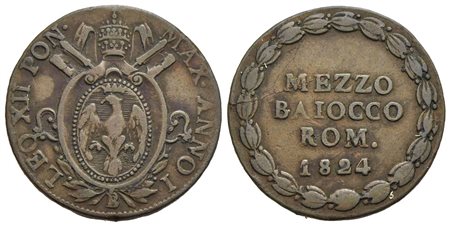 LEO XII PON. MAX. ANNO I
B
MEZZO
BAIOCCO
ROM.
1824